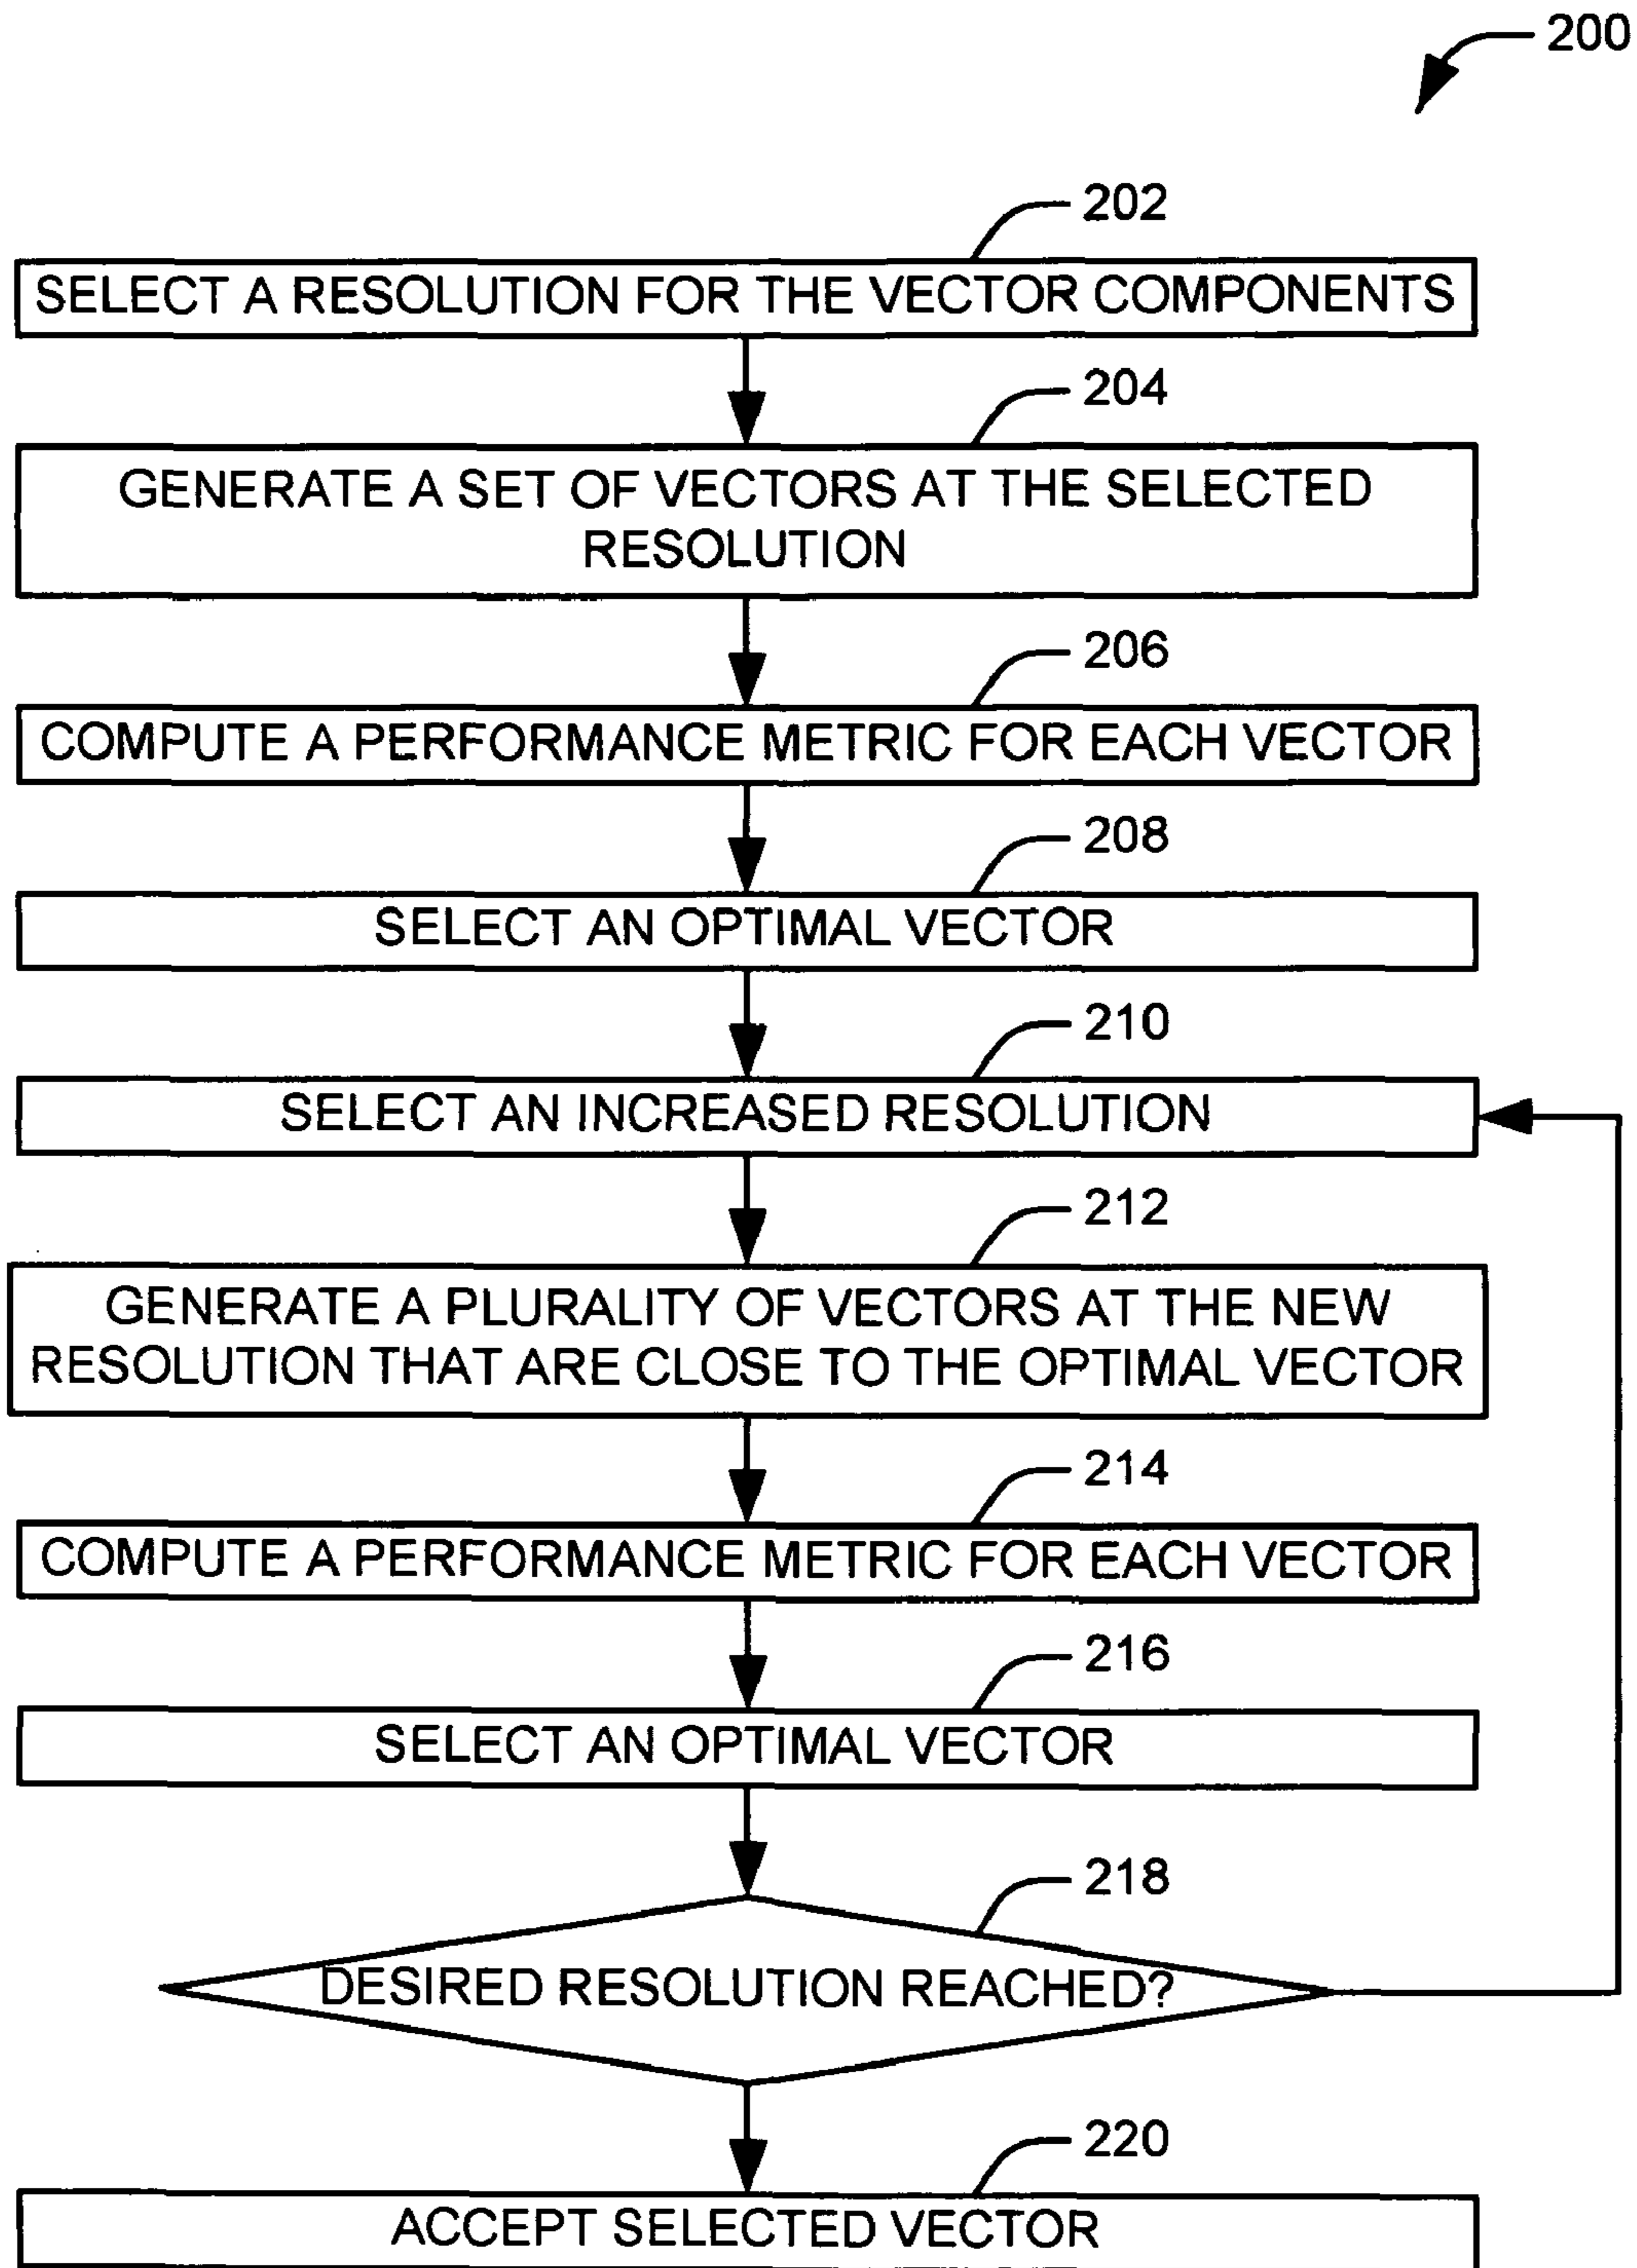 200
202
SELECT A RESOLUTION FOR THE VECTOR COMPONENTS
204
GENERATE A SET OF VECTORS AT THE SELECTED
RESOLUTION
206
COMPUTE A PERFORMANCE METRIC FOR EACH VECTOR
208
SELECT AN OPTIMAL VECTOR
210
SELECT AN INCREASED RESOLUTION
212
GENERATE A PLURALITY OF VECTORS AT THE NEW
RESOLUTION THAT ARE CLOSE TO THE OPTIMAL VECTOR
214
COMPUTE A PERFORMANCE METRIC FOR EACH VECTOR
216
SELECT AN OPTIMAL VECTOR
218
DESIRED RESOLUTION REACHED?
220
ACCEPT SELECTED VECTOR